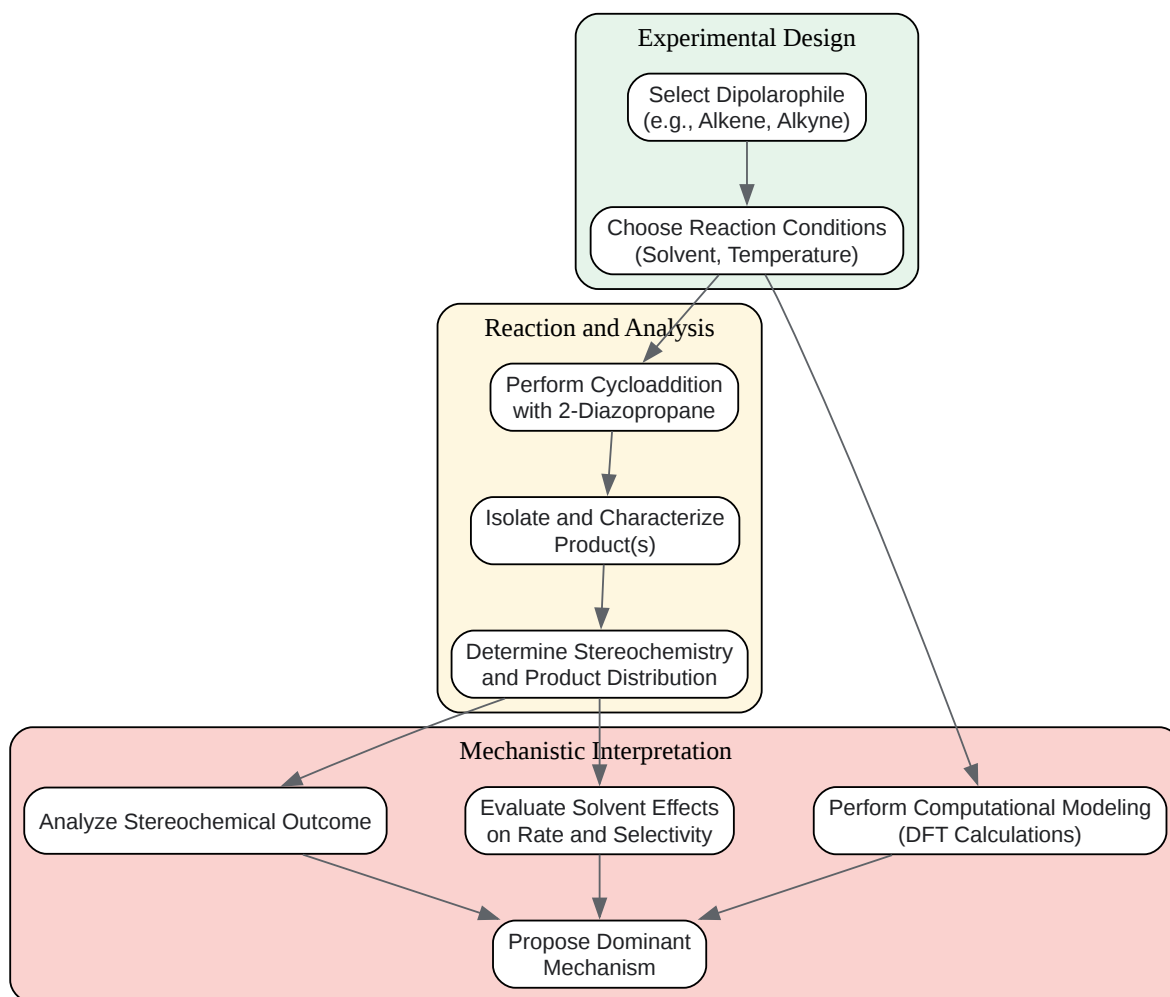 Experimental Design
Select Dipolarophile
(e.g., Alkene, Alkyne)
Choose Reaction Conditions
(Solvent, Temperature)
Reaction and Analysis
Perform Cycloaddition
with 2-Diazopropane
Isolate and Characterize
Product(s)
Determine Stereochemistry
and Product Distribution
Mechanistic Interpretation
Analyze Stereochemical Outcome
Evaluate Solvent Effects
on Rate and Selectivity
Perform Computational Modeling
(DFT Calculations)
Propose Dominant
Mechanism